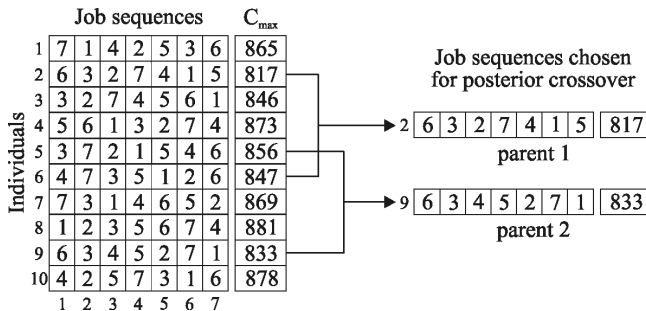 Job sequences C_max
1 7 1 4 2 5 3 6 865
2 6 3 2 7 4 1 5 817
3 3 2 7 4 5 6 1 846
4 5 6 1 3 2 7 4 873
5 3 7 2 1 5 4 6 856
6 4 7 3 5 1 2 6 847
7 7 3 1 4 6 5 2 869
8 1 2 3 5 6 7 4 881
9 6 3 4 5 2 7 1 833
10 4 2 5 7 3 1 6 878
1 2 3 4 5 6 7
Individuals
Job sequences chosen
for posterior crossover
2 6 3 2 7 4 1 5 817
parent 1
9 6 3 4 5 2 7 1 833
parent 2